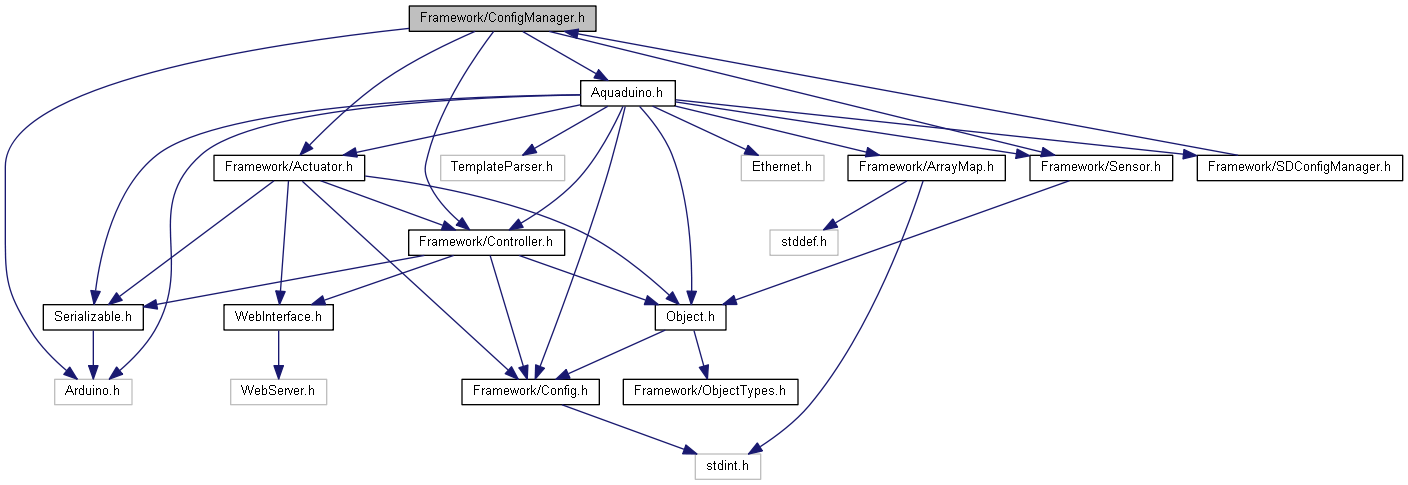 Framework/ConfigManager.h
Aquaduino.h
Framework/Actuator.h
TemplateParser.h
Ethernet.h
Framework/ArrayMap.h
Framework/Sensor.h
Framework/SDConfigManager.h
Framework/Controller.h
stddef.h
Serializable.h
WebInterface.h
Object.h
Arduino.h
WebServer.h
Framework/Config.h
Framework/ObjectTypes.h
stdint.h